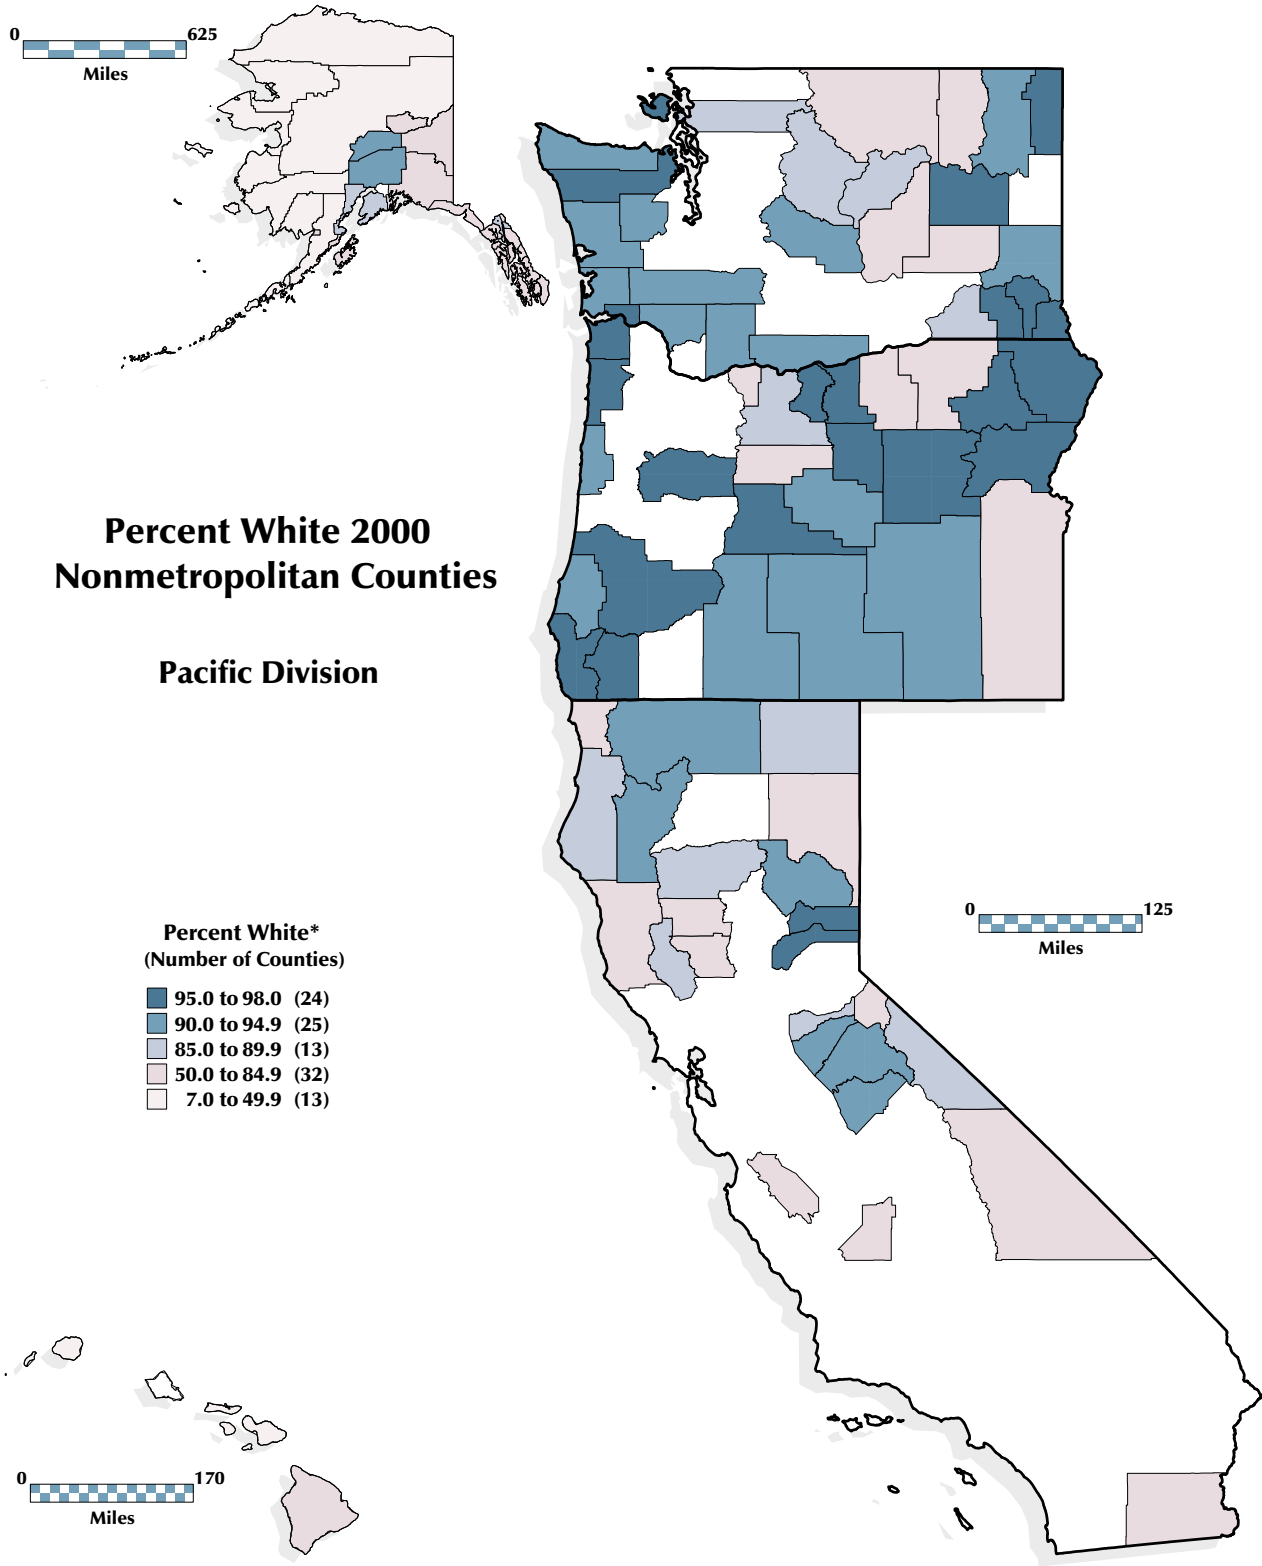 0 625
Miles
Percent White 2000
Nonmetropolitan Counties
Pacific Division
Percent White*
(Number of Counties)
95.0 to 98.0 (24)
90.0 to 94.9 (25)
85.0 to 89.9 (13)
50.0 to 84.9 (32)
7.0 to 49.9 (13)
0 125
Miles
0 170
Miles